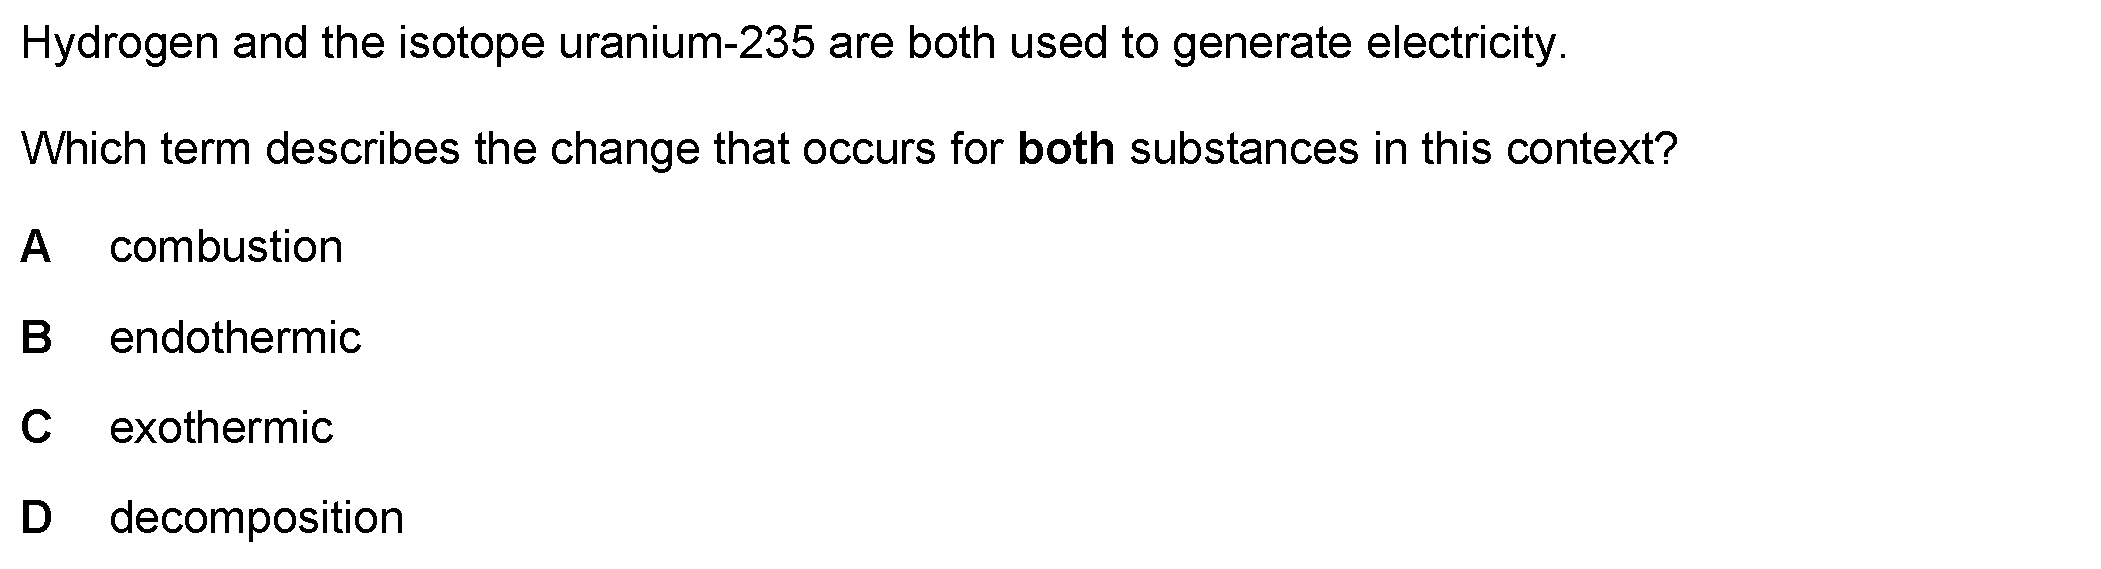 Hydrogen and the isotope uranium-235 are both used to generate electricity.
Which term describes the change that occurs for both substances in this context?
A combustion
B endothermic
C exothermic
D decomposition